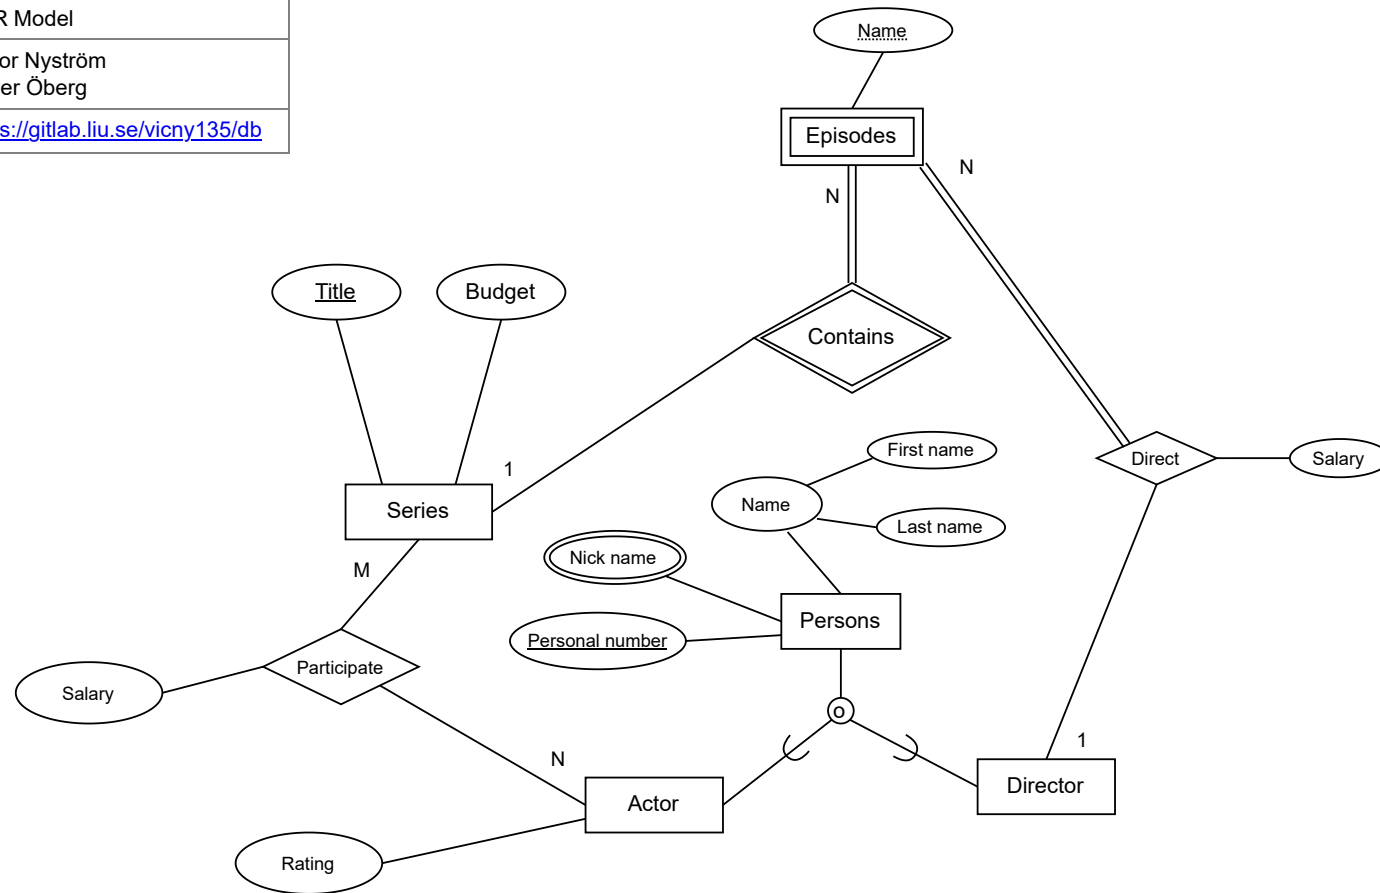 R Model
or Nyström
er Öberg
s://gitlab.liu.se/vicny135/db
Name
Episodes
N
N
Title
Budget
Contains
First name
Direct
Salary
1
Name
Series
Last name
Nick name
M
Persons
Personal number
Participate
Salary
o
1
N
Director
Actor
Rating